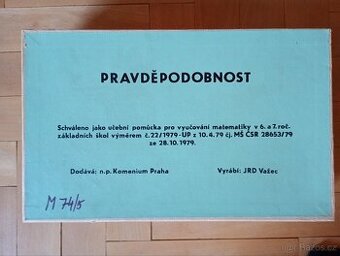 PRAVDĚPODOBNOST
Schváleno jako učební pomůcka pro vyučování matematiky v 6. a 7. roč.
základních škol výměrem č. 22/1979-UP z 10.4.79 čj. MŠ ČSR 28653/79
ze 28.10.1979.
Dodává: n.p. Komenium Praha Vyrábí: JRD Važec
M 74/5